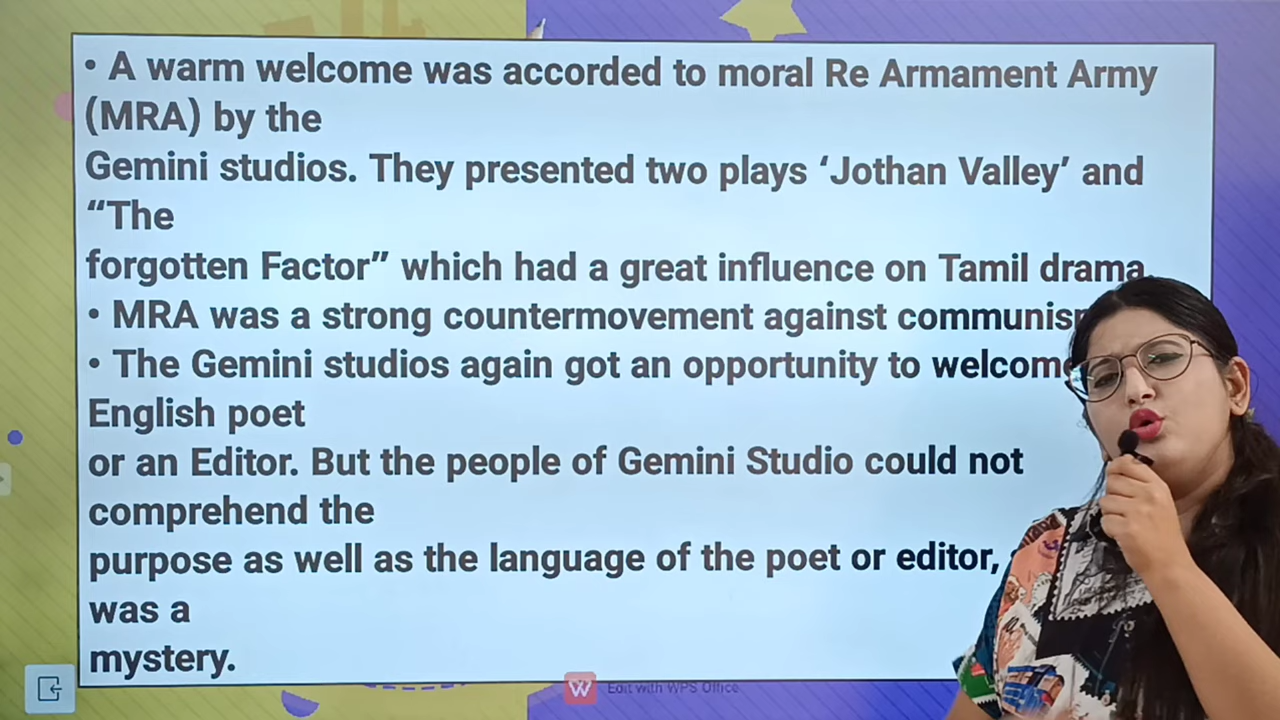 • A warm welcome was accorded to moral Re Armament Army
(MRA) by the
Gemini studios. They presented two plays ‘Jothan Valley’ and
“The
forgotten Factor” which had a great influence on Tamil drama
• MRA was a strong countermovement against
• The Gemini studios again got an opportunity to welcome
English poet
or an Editor. But the people of Gemini Studio could not
comprehend the
purpose as well as the language of the poet or editor,
was a
mystery.
W Edit with WPS Office